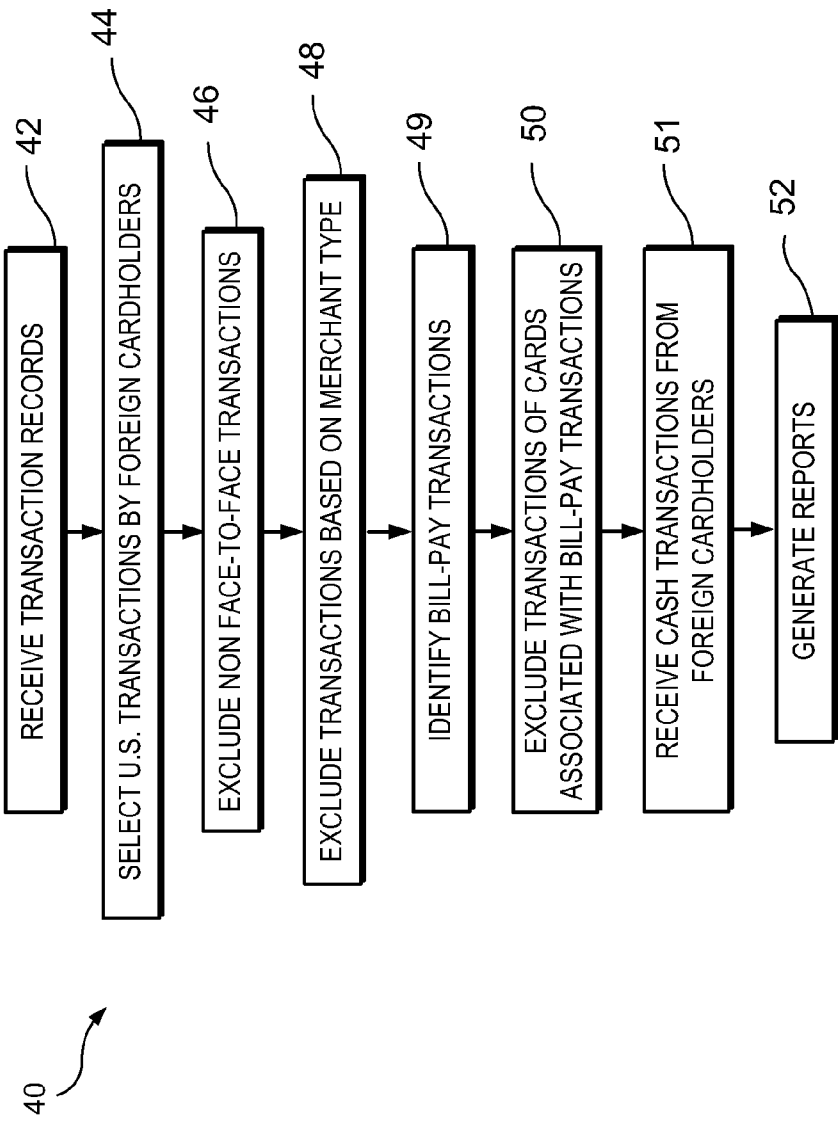 40
RECEIVE TRANSACTION RECORDS
42
SELECT U.S. TRANSACTIONS BY FOREIGN CARDHOLDERS
44
EXCLUDE NON FACE-TO-FACE TRANSACTIONS
46
EXCLUDE TRANSACTIONS BASED ON MERCHANT TYPE
48
IDENTIFY BILL-PAY TRANSACTIONS
49
EXCLUDE TRANSACTIONS OF CARDS
ASSOCIATED WITH BILL-PAY TRANSACTIONS
50
RECEIVE CASH TRANSACTIONS FROM
FOREIGN CARDHOLDERS
51
GENERATE REPORTS
52